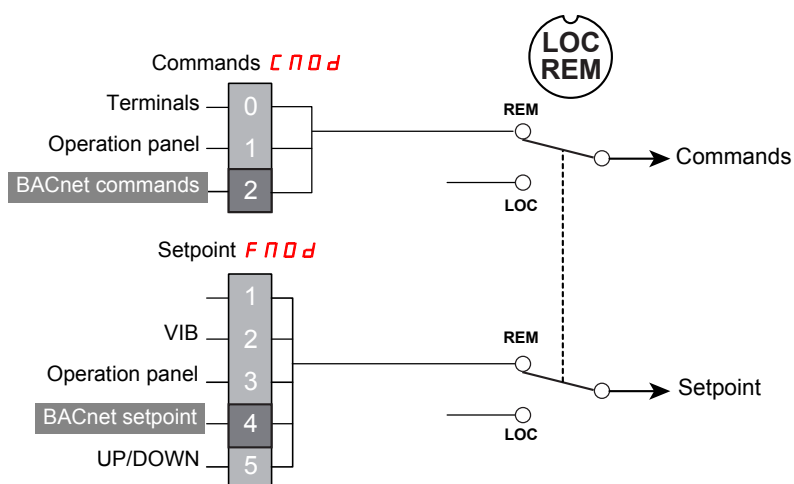 LOC
REM
Commands CMOd
Terminals 0
Operation panel 1
BACnet commands 2
REM
Commands
LOC
Setpoint FMOd
1
VIB 2
Operation panel 3
BACnet setpoint 4
UP/DOWN 5
REM
Setpoint
LOC